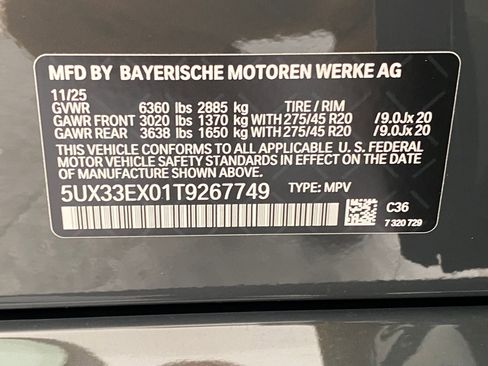 MFD BY BAYERISCHE MOTOREN WERKE AG
11/25
GVWR 6360 lbs 2885 kg TIRE / RIM
GAWR FRONT 3020 lbs 1370 kg WITH 275/45 R20 /9.0Jx 20
GAWR REAR 3638 lbs 1650 kg WITH 275/45 R20 /9.0Jx 20
THIS VEHICLE CONFORMS TO ALL APPLICABLE U. S. FEDERAL
MOTOR VEHICLE SAFETY STANDARDS IN EFFECT ON THE DATE OF
MANUFACTURE SHOWN ABOVE.
5UX33EX01T9267749 TYPE: MPV
C36
7 320 729